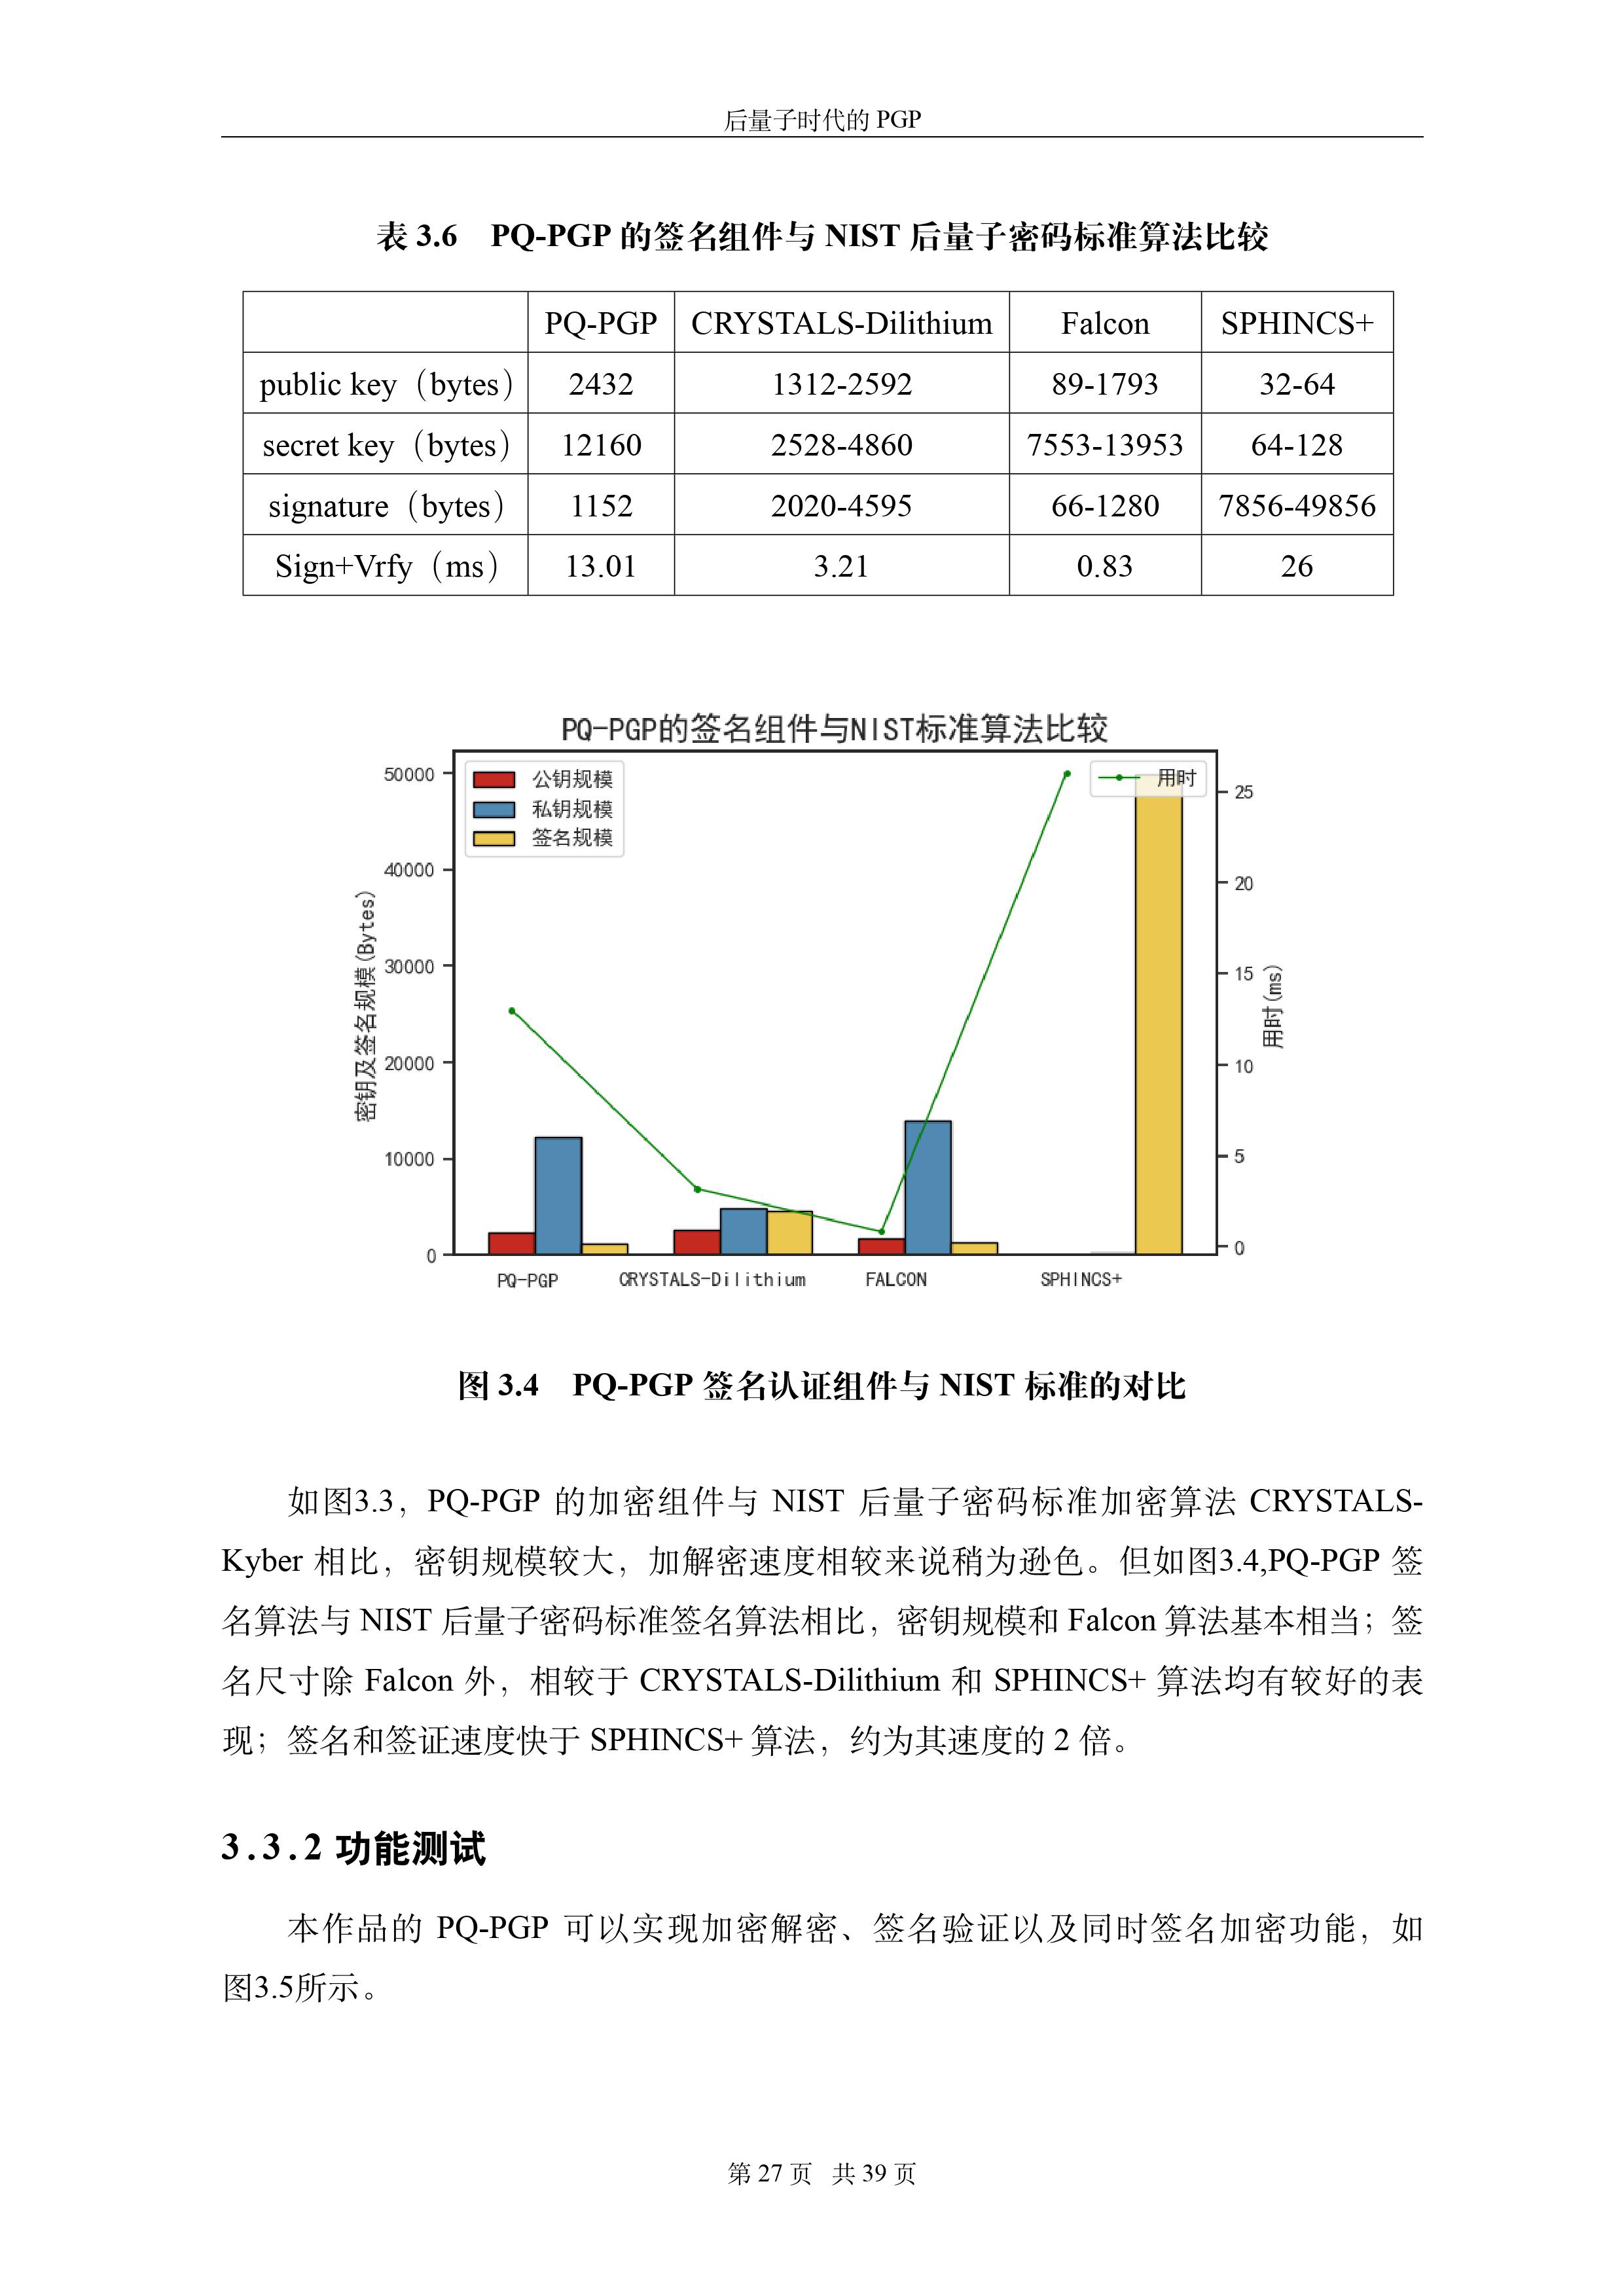 后量子时代的 PGP
表 3.6 PQ-PGP 的签名组件与 NIST 后量子密码标准算法比较
PQ-PGP CRYSTALS-Dilithium Falcon SPHINCS+
public key（bytes） 2432 1312-2592 89-1793 32-64
secret key（bytes） 12160 2528-4860 7553-13953 64-128
signature（bytes） 1152 2020-4595 66-1280 7856-49856
Sign+Vrfy（ms） 13.01 3.21 0.83 26
PQ-PGP的签名组件与NIST标准算法比较
公钥规模
私钥规模
签名规模
用时
密钥及签名规模(Bytes)
50000
40000
30000
20000
10000
0
25
20
15
10
5
0
用时(ms)
PQ-PGP CRYSTALS-Dilithium FALCON SPHINCS+
图 3.4 PQ-PGP 签名认证组件与 NIST 标准的对比
如图3.3，PQ-PGP 的加密组件与 NIST 后量子密码标准加密算法 CRYSTALS-
Kyber 相比，密钥规模较大，加解密速度相较来说稍为逊色。但如图3.4,PQ-PGP 签
名算法与 NIST 后量子密码标准签名算法相比，密钥规模和 Falcon 算法基本相当；签
名尺寸除 Falcon 外，相较于 CRYSTALS-Dilithium 和 SPHINCS+ 算法均有较好的表
现；签名和签证速度快于 SPHINCS+ 算法，约为其速度的 2 倍。
3.3.2 功能测试
本作品的 PQ-PGP 可以实现加密解密、签名验证以及同时签名加密功能，如
图3.5所示。
第 27 页 共 39 页